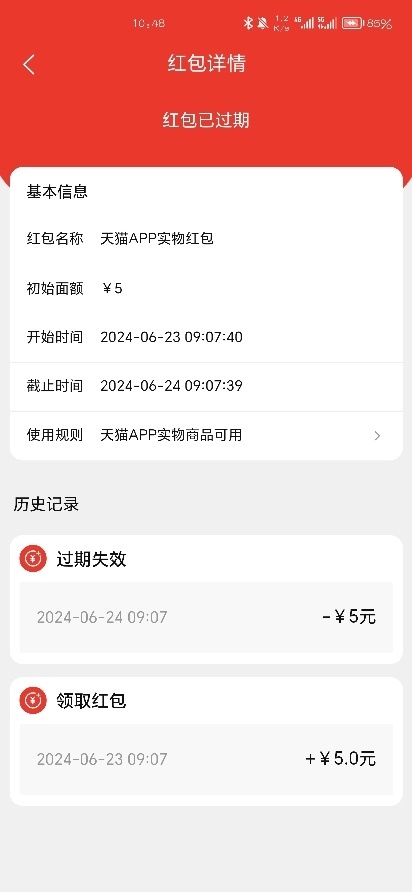 10:48 1.2 K/s 4G 5G 85%
红包详情
红包已过期
基本信息
红包名称 天猫APP实物红包
初始面额 ￥5
开始时间 2024-06-23 09:07:40
截止时间 2024-06-24 09:07:39
使用规则 天猫APP实物商品可用
历史记录
过期失效
2024-06-24 09:07 -￥5元
领取红包
2024-06-23 09:07 +￥5.0元